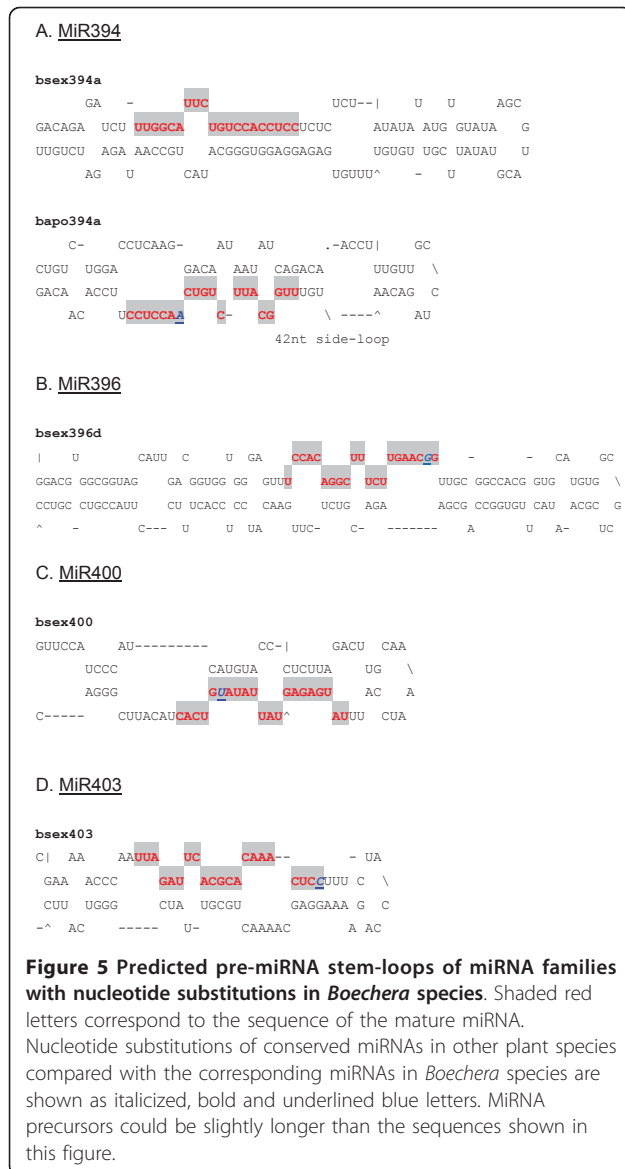 A. MiR394
bsex394a
GA - UUC UCU--| U U AGC
GACAGA UCU UUGGCA UGUCCACCUCCUCUC AUAUA AUG GUAUA G
UUGUCU AGA AACCGU ACGGGUGGAGGAGAG UGUGU UGC UAUAU U
AG U CAU UGUUU^ - U GCA
bapo394a
C- CCUCAAG- AU AU .-ACCU| GC
CUGU UGGA GACA AAU CAGACA UUGUU \
GACA ACCU CUGU UUA GUUUGU AACAG C
AC UCCUCCAA C- CG \ ----^ AU
42nt side-loop
B. MiR396
bsex396d
| U CAUU C U GA CCAC UU UGAACGG - - CA GC
GGACG GGCGGUAG GA GGUGG GG GUUU AGGC UCU UUGC GGCCACG GUG UGUG \
CCUGC CUGCCAUU CU UCACC CC CAAG UCUG AGA AGCG CCGGUGU CAU ACGC G
^ - C--- U U UA UUC- C- ------- A U A- UC
C. MiR400
bsex400
GUUCCA AU--------- CC-| GACU CAA
UCCC CAUGUA CUCUUA UG \
AGGG GUAUAU GAGAGU AC A
C----- CUUACAUCACU UAU^ AUUU CUA
D. MiR403
bsex403
C| AA AAUUA UC CAAA-- - UA
GAA ACCC GAU ACGCA CUCCUUU C \
CUU UGGG CUA UGCGU GAGGAAA G C
-^ AC ----- U- CAAAAC A AC
Figure 5 Predicted pre-miRNA stem-loops of miRNA families
with nucleotide substitutions in Boechera species. Shaded red
letters correspond to the sequence of the mature miRNA.
Nucleotide substitutions of conserved miRNAs in other plant species
compared with the corresponding miRNAs in Boechera species are
shown as italicized, bold and underlined blue letters. MiRNA
precursors could be slightly longer than the sequences shown in
this figure.